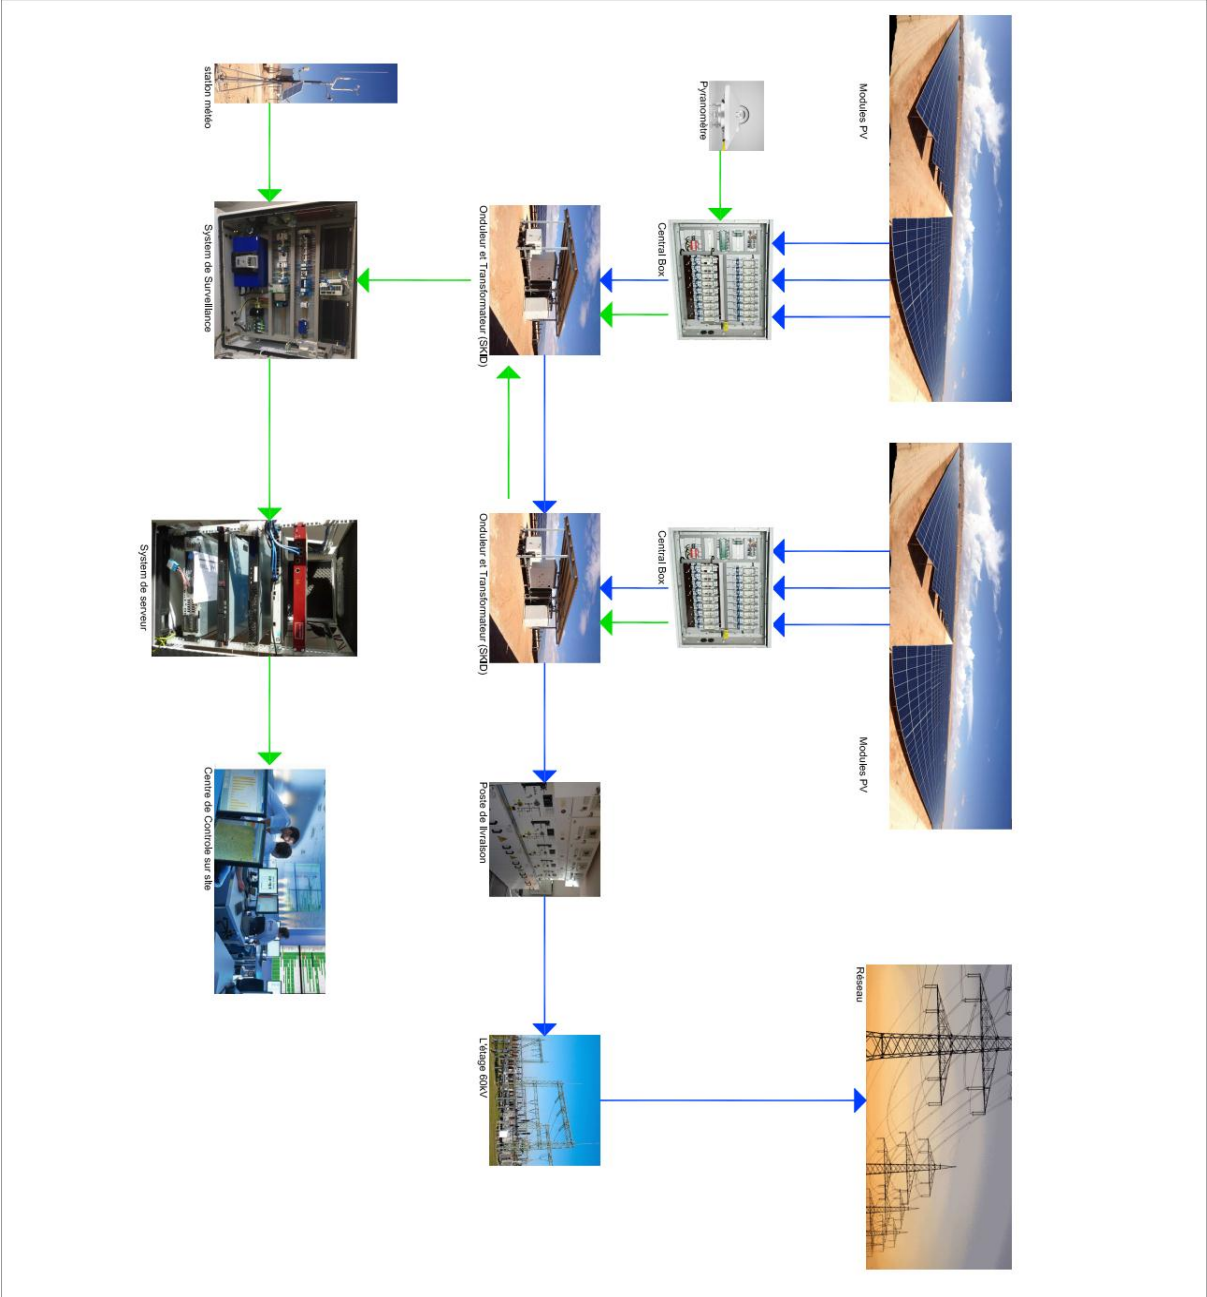 Modules PV
Modules PV
Réseau
Pyranomètre
Central Box
Central Box
Onduleur et Transformateur (SKID)
Onduleur et Transformateur (SKID)
Poste de livraison
L'étage 60kV
station météo
System de Surveillance
Centre de Controle sur site
System de serveur